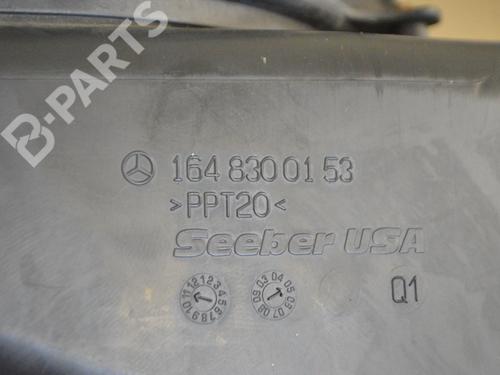 B-PARTS
164 830 01 53
>PPT20<
Seeber USA
Q1